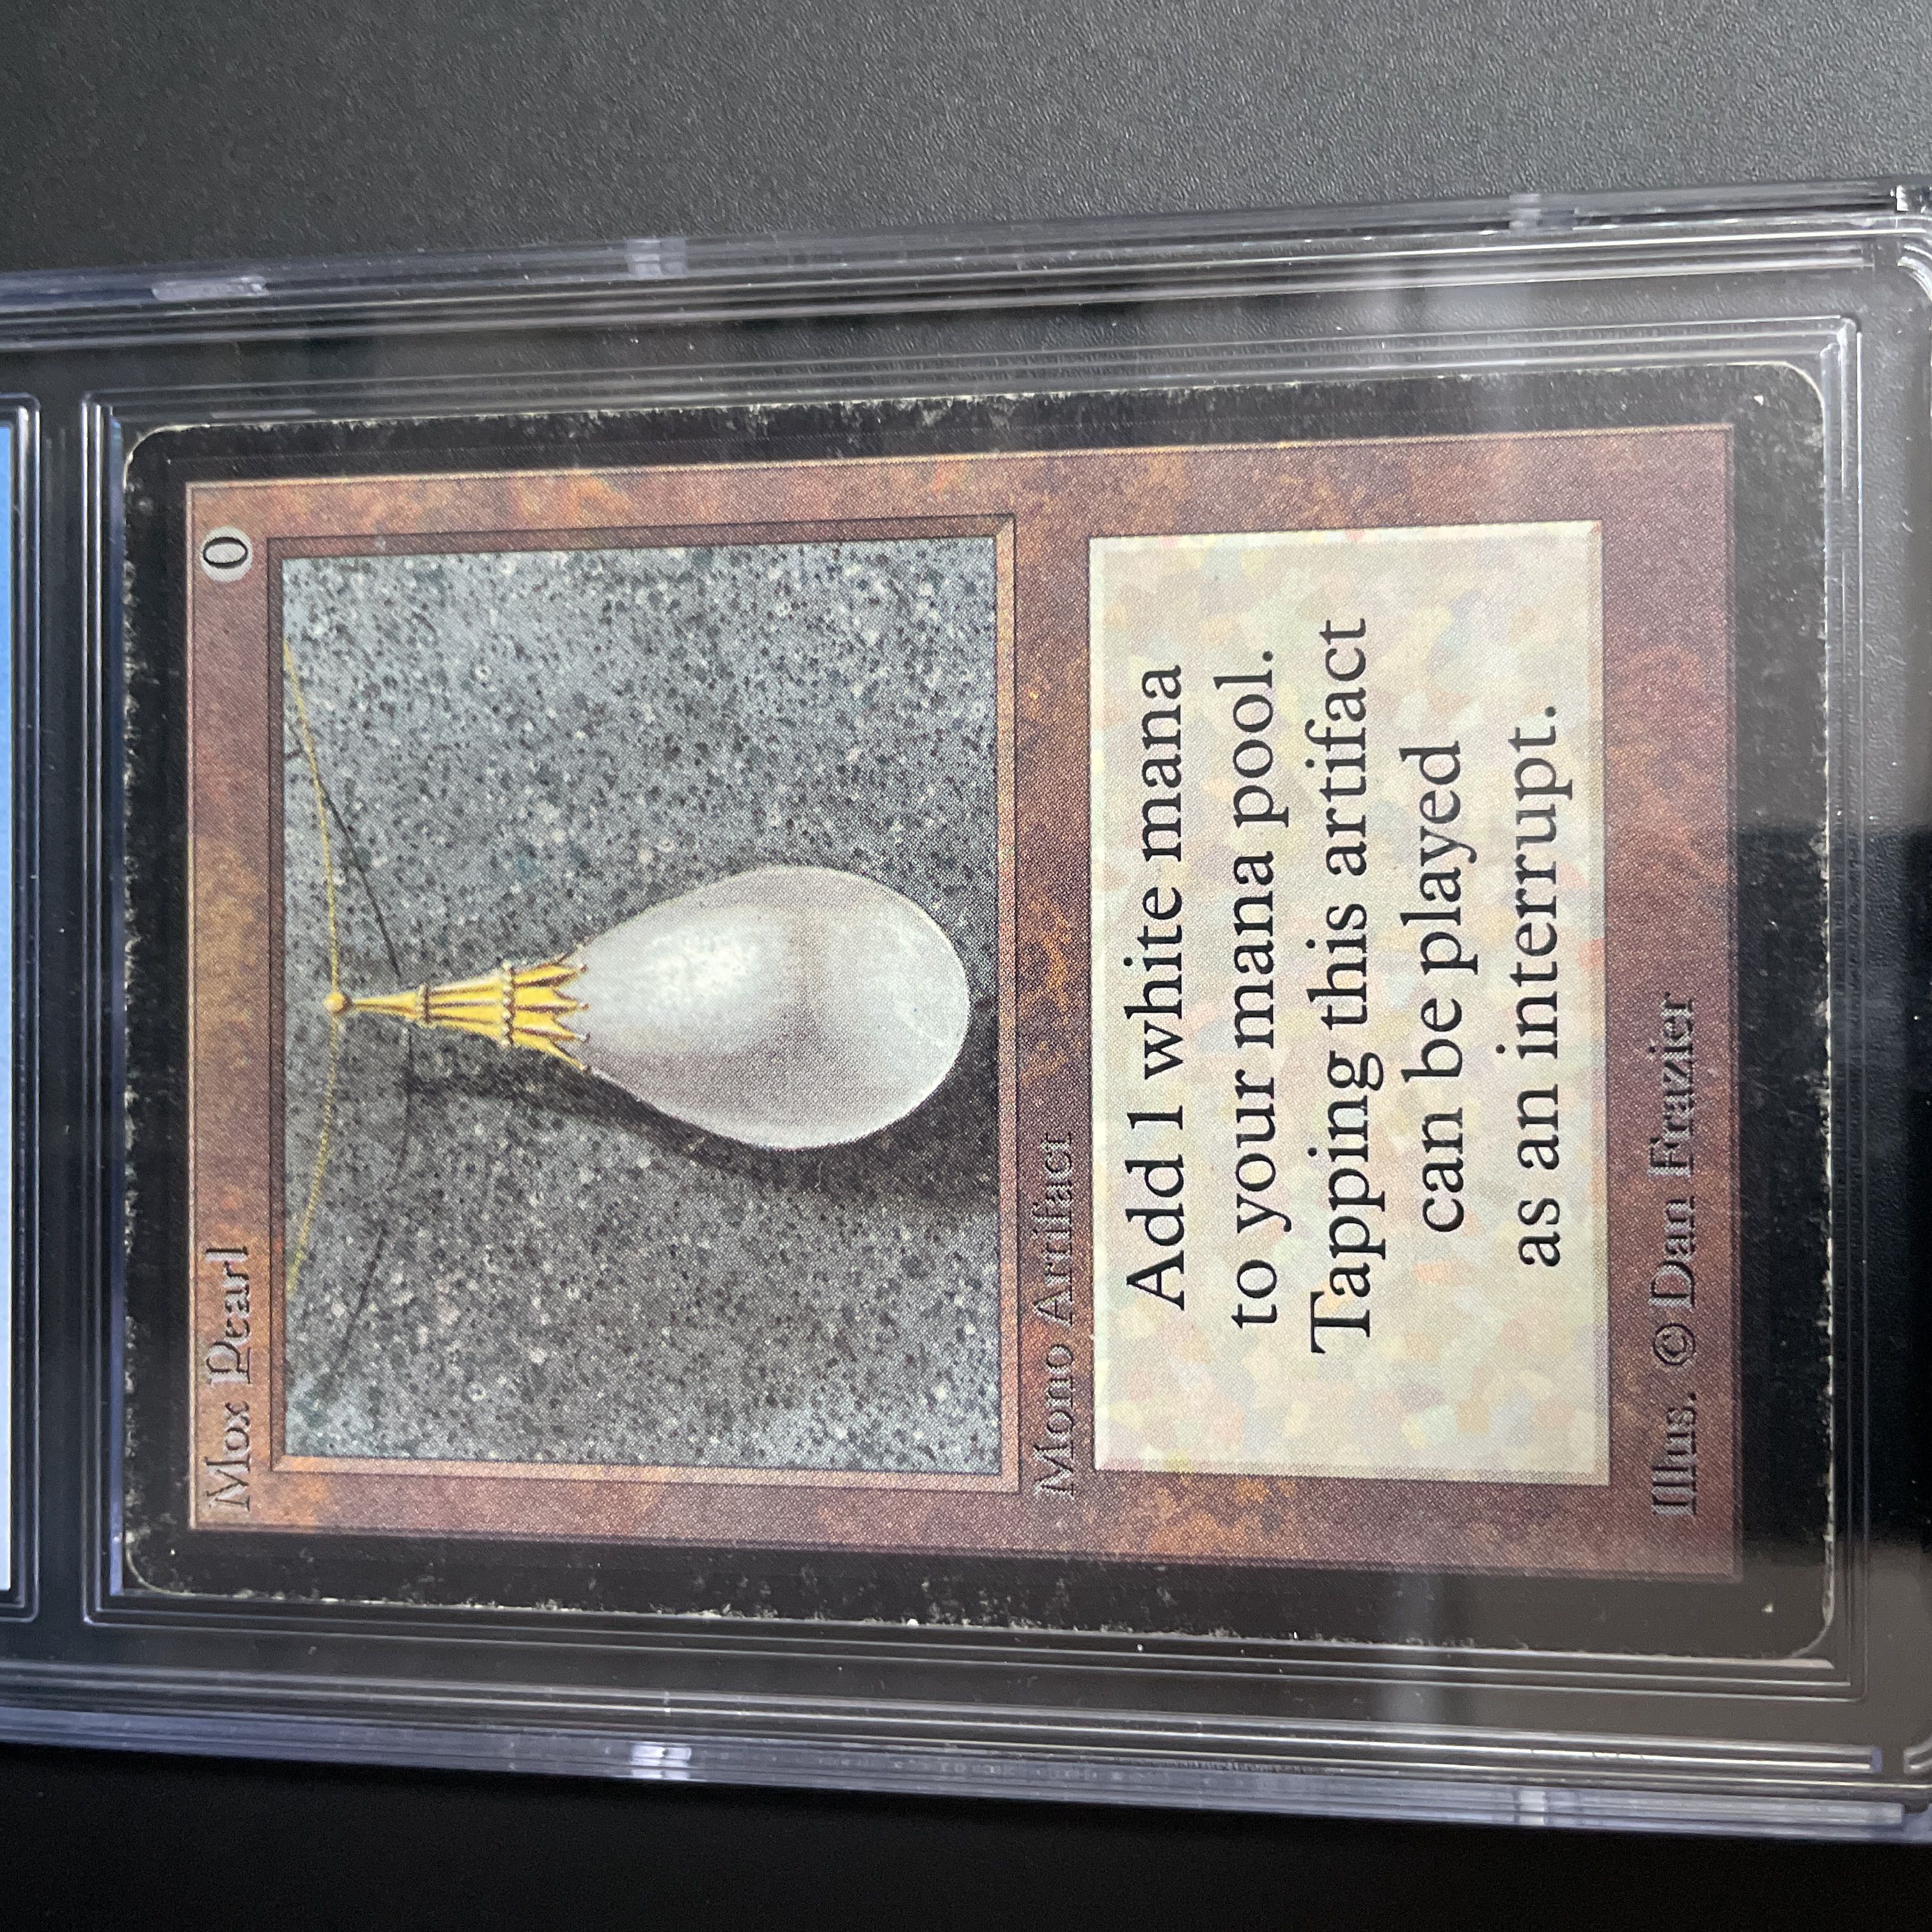 Mox Pearl 0
Mono Artifact
Add 1 white mana
to your mana pool.
Tapping this artifact
can be played
as an interrupt.
Illus. © Dan Frazier